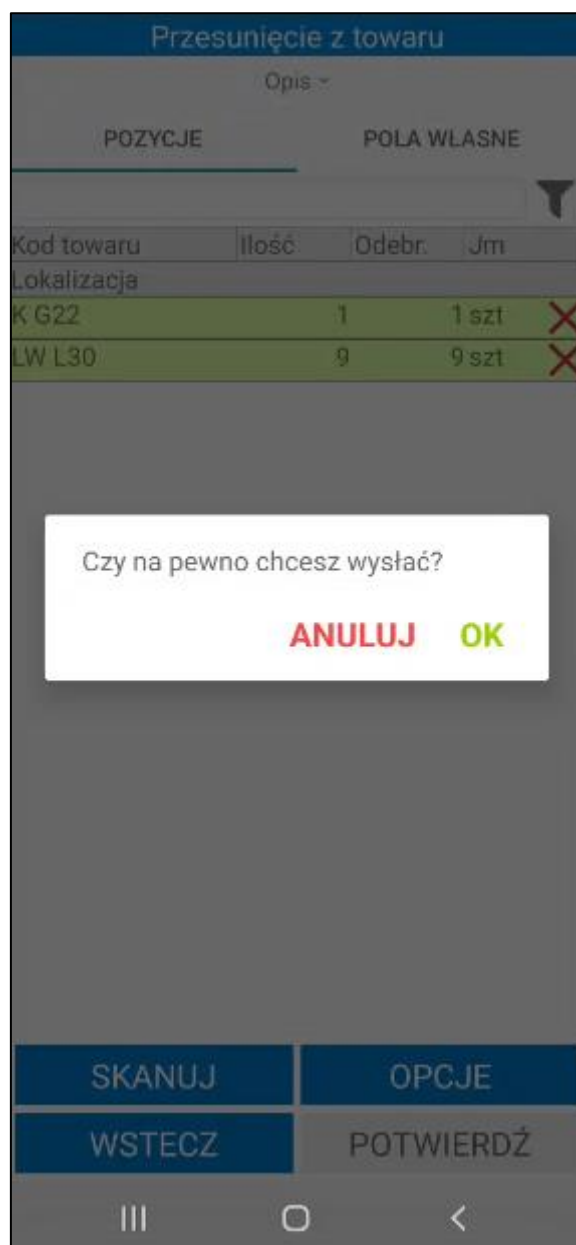 Przesunięcie z towaru
Opis
POZYCJE POLA WŁASNE
Kod towaru Ilość Odebr. Jm
Lokalizacja
K G22 1 1 szt
LW L30 9 9 szt
Czy na pewno chcesz wysłać?
ANULUJ OK
SKANUJ OPCJE
WSTECZ POTWIERDŹ